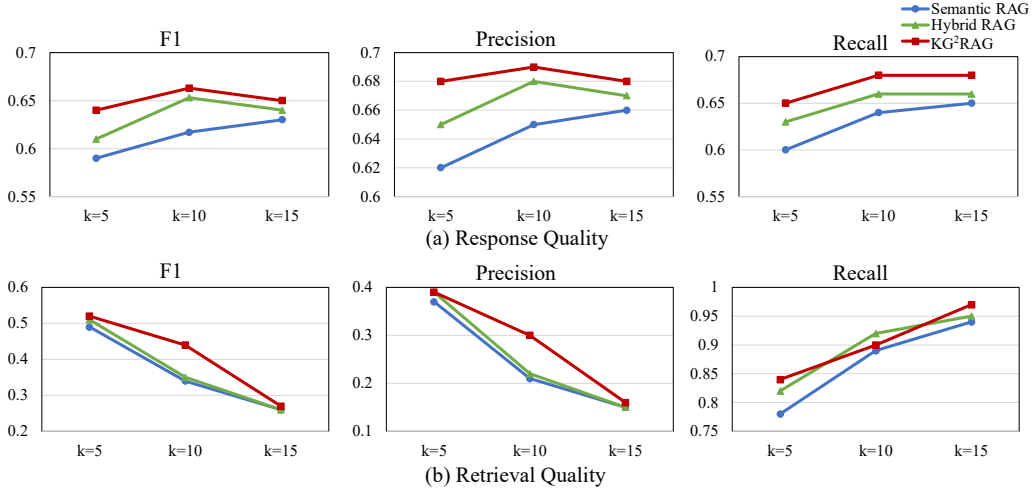 Semantic RAG
Hybrid RAG
KG²RAG
F1
Precision
Recall
0.7
0.65
0.6
0.55
k=5 k=10 k=15
0.7
0.68
0.66
0.64
0.62
0.6
k=5 k=10 k=15
0.7
0.65
0.6
0.55
k=5 k=10 k=15
(a) Response Quality
F1
Precision
Recall
0.6
0.5
0.4
0.3
0.2
k=5 k=10 k=15
0.4
0.3
0.2
0.1
k=5 k=10 k=15
1
0.95
0.9
0.85
0.8
0.75
k=5 k=10 k=15
(b) Retrieval Quality